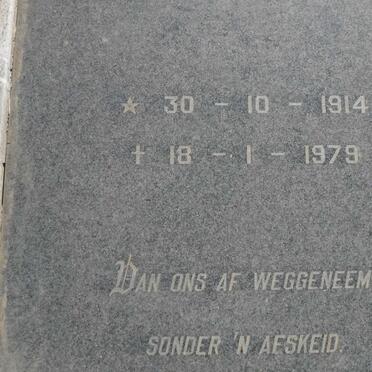 ★ 30 - 10 - 1914
✝ 18 - 1 - 1979
VAN ONS AF WEGGENEEM
SONDER 'N AFSKEID.